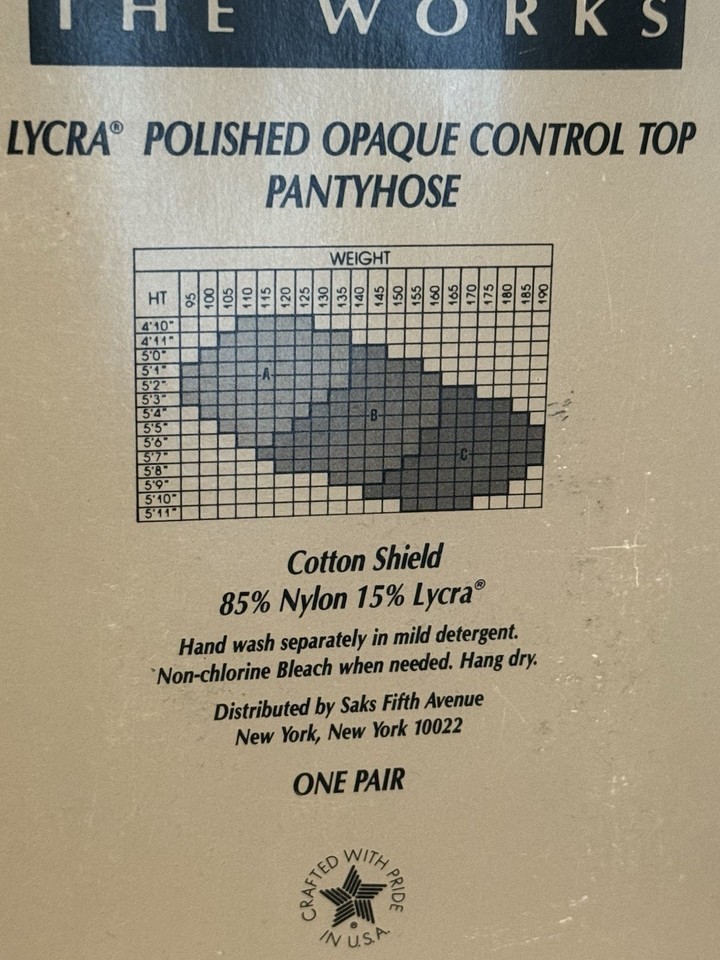 THE WORKS
LYCRA® POLISHED OPAQUE CONTROL TOP
PANTYHOSE
WEIGHT
HT 95 100 105 110 115 120 125 130 135 140 145 150 155 160 165 170 175 180 185 190
4'10"
4'11"
5'0"
5'1"
A
5'2"
5'3"
5'4"
B
5'5"
5'6"
5'7"
C
5'8"
5'9"
5'10"
5'11"
Cotton Shield
85% Nylon 15% Lycra®
Hand wash separately in mild detergent.
Non-chlorine Bleach when needed. Hang dry.
Distributed by Saks Fifth Avenue
New York, New York 10022
ONE PAIR
CRAFTED WITH PRIDE
IN U.S.A.
®